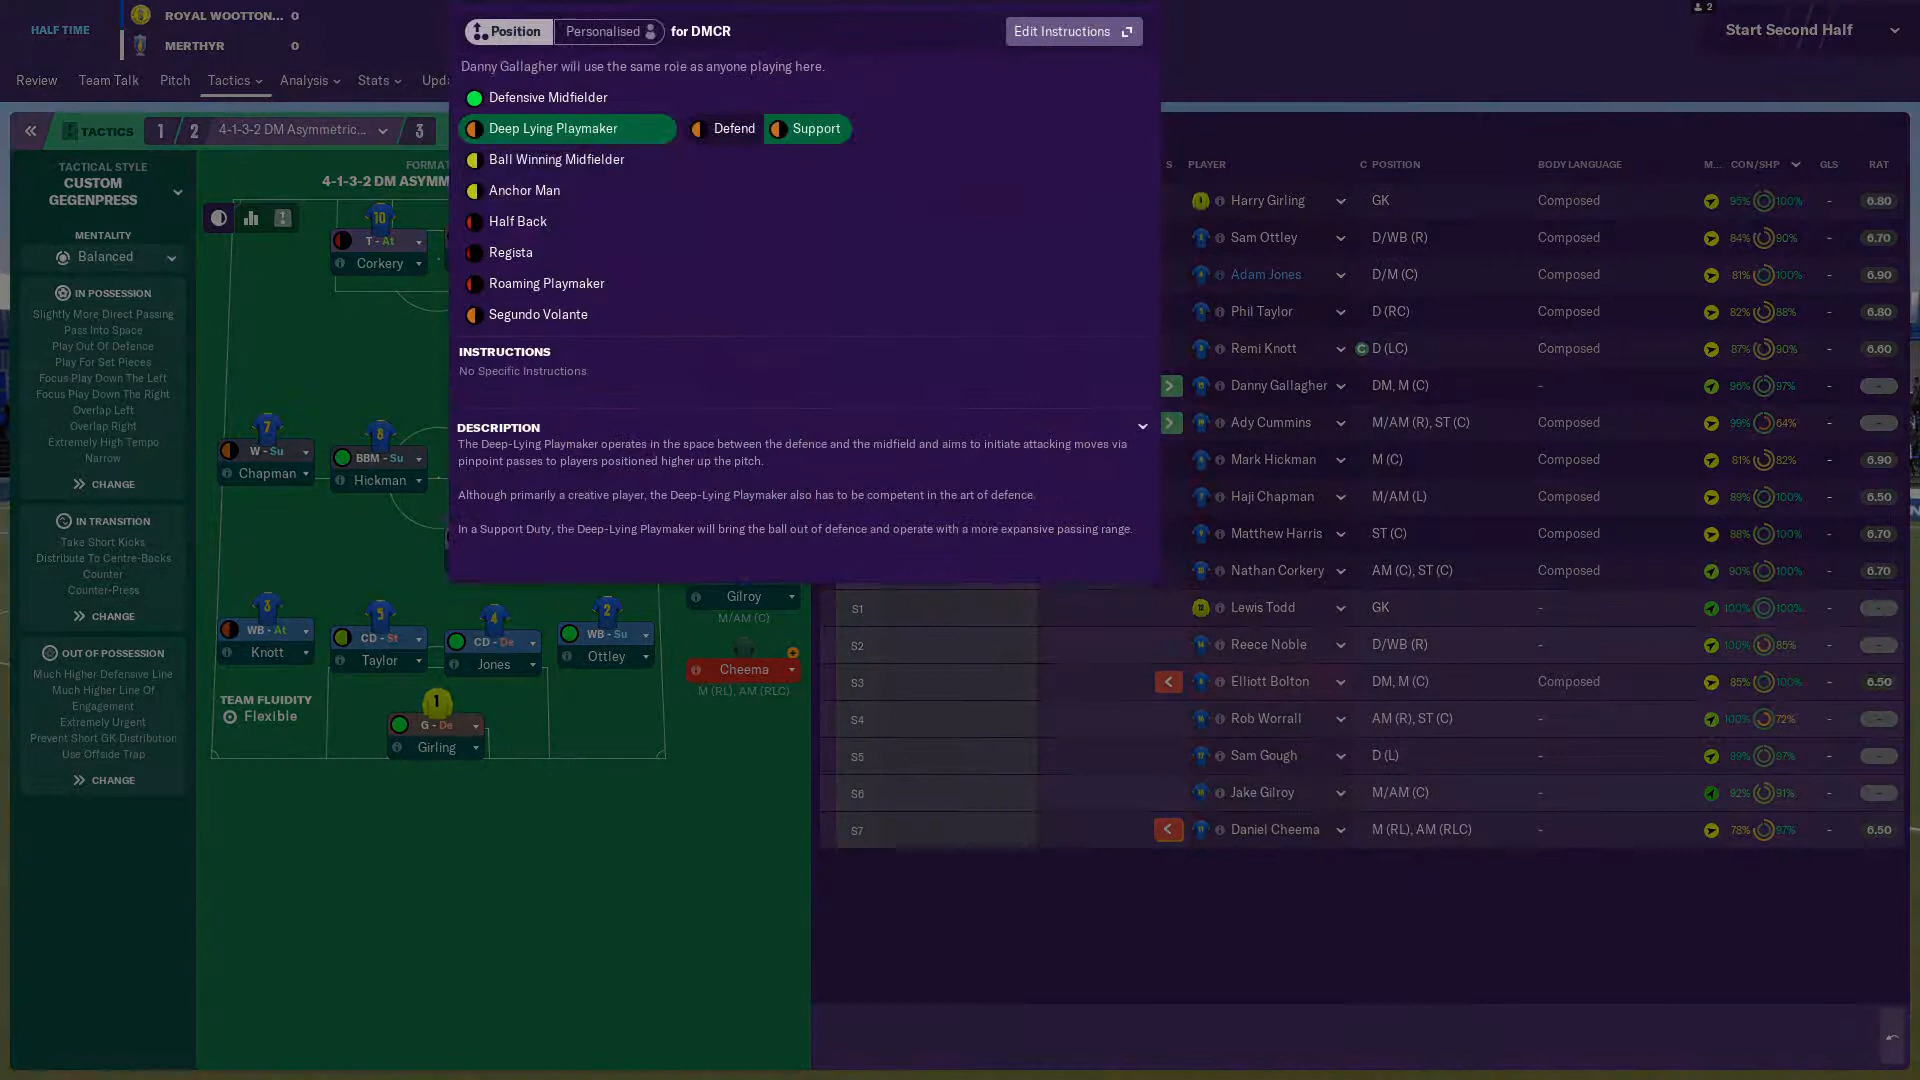 HALF TIME
ROYAL WOOTTON... 0
MERTHYR 0
2
Start Second Half
Review Team Talk Pitch Tactics Analysis Stats Upda
Position Personalised for DMCR Edit Instructions
Danny Gallagher will use the same role as anyone playing here.
Defensive Midfielder
Deep Lying Playmaker Defend Support
Ball Winning Midfielder
Anchor Man
Half Back
Regista
Roaming Playmaker
Segundo Volante
INSTRUCTIONS
No Specific Instructions
DESCRIPTION
The Deep-Lying Playmaker operates in the space between the defence and the midfield and aims to initiate attacking moves via
pinpoint passes to players positioned higher up the pitch.
Although primarily a creative player, the Deep-Lying Playmaker also has to be competent in the art of defence.
In a Support Duty, the Deep-Lying Playmaker will bring the ball out of defence and operate with a more expansive passing range.
TACTICS 1 2 4-1-3-2 DM Asymmetric... 3
TACTICAL STYLE
CUSTOM
GEGENPRESS
MENTALITY
Balanced
IN POSSESSION
Slightly More Direct Passing
Pass Into Space
Play Out Of Defence
Play For Set Pieces
Focus Play Down The Left
Focus Play Down The Right
Overlap Left
Overlap Right
Extremely High Tempo
Narrow
CHANGE
IN TRANSITION
Take Short Kicks
Distribute To Centre-Backs
Counter
Counter-Press
CHANGE
OUT OF POSSESSION
Much Higher Defensive Line
Much Higher Line Of
Engagement
Extremely Urgent
Prevent Short GK Distribution
Use Offside Trap
CHANGE
FORMA
4-1-3-2 DM ASYMM
10
T - At
Corkery
7
W - Su
Chapman
8
BBM - Su
Hickman
3
WB - At
Knott
5
CD - St
Taylor
4
CD - De
Jones
2
WB - Su
Ottley
1
G - De
Girling
TEAM FLUIDITY
Flexible
Gilroy
M/AM (C)
Cheema
M (RL), AM (RLC)
S PLAYER C POSITION BODY LANGUAGE M... CON/SHP GLS RAT
Harry Girling GK Composed 95% 100% - 6.80
Sam Ottley D/WB (R) Composed 84% 90% - 6.70
Adam Jones D/M (C) Composed 81% 100% - 6.90
Phil Taylor D (RC) Composed 82% 88% - 6.80
Remi Knott C D (LC) Composed 87% 90% - 6.60
Danny Gallagher DM, M (C) - 96% 97% - -
Ady Cummins M/AM (R), ST (C) Composed 99% 64% - -
Mark Hickman M (C) Composed 81% 82% - 6.90
Haji Chapman M/AM (L) Composed 89% 100% - 6.50
Matthew Harris ST (C) Composed 88% 100% - 6.70
Nathan Corkery AM (C), ST (C) Composed 90% 100% - 6.70
S1 Lewis Todd GK - 100% 100% - -
S2 Reece Noble D/WB (R) - 100% 85% - -
S3 Elliott Bolton DM, M (C) Composed 85% 100% - 6.50
S4 Rob Worrall AM (R), ST (C) - 100% 72% - -
S5 Sam Gough D (L) - 99% 97% - -
S6 Jake Gilroy M/AM (C) - 92% 91% - -
S7 Daniel Cheema M (RL), AM (RLC) - 78% 97% - 6.50